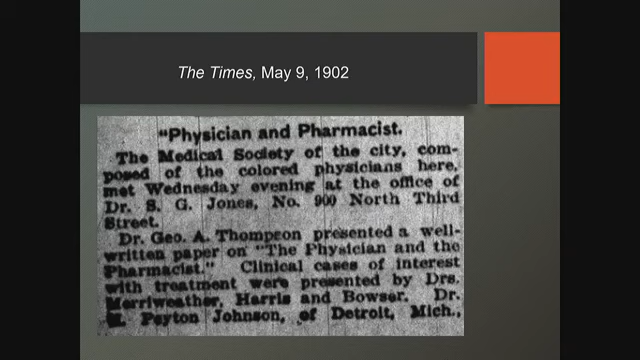 The Times, May 9, 1902
"Physician and Pharmacist.
The Medical Society of the city, com-
posed of the colored physicians here,
met Wednesday evening at the office of
Dr. S. G. Jones, No. 900 North Third
Street.
Dr. Geo. A. Thompson presented a well-
written paper on "The Physician and the
Pharmacist." Clinical cases of interest
with treatment were presented by Drs.
Merriweather, Harris and Bowser. Dr.
Peyton Johnson, of Detroit, Mich.,